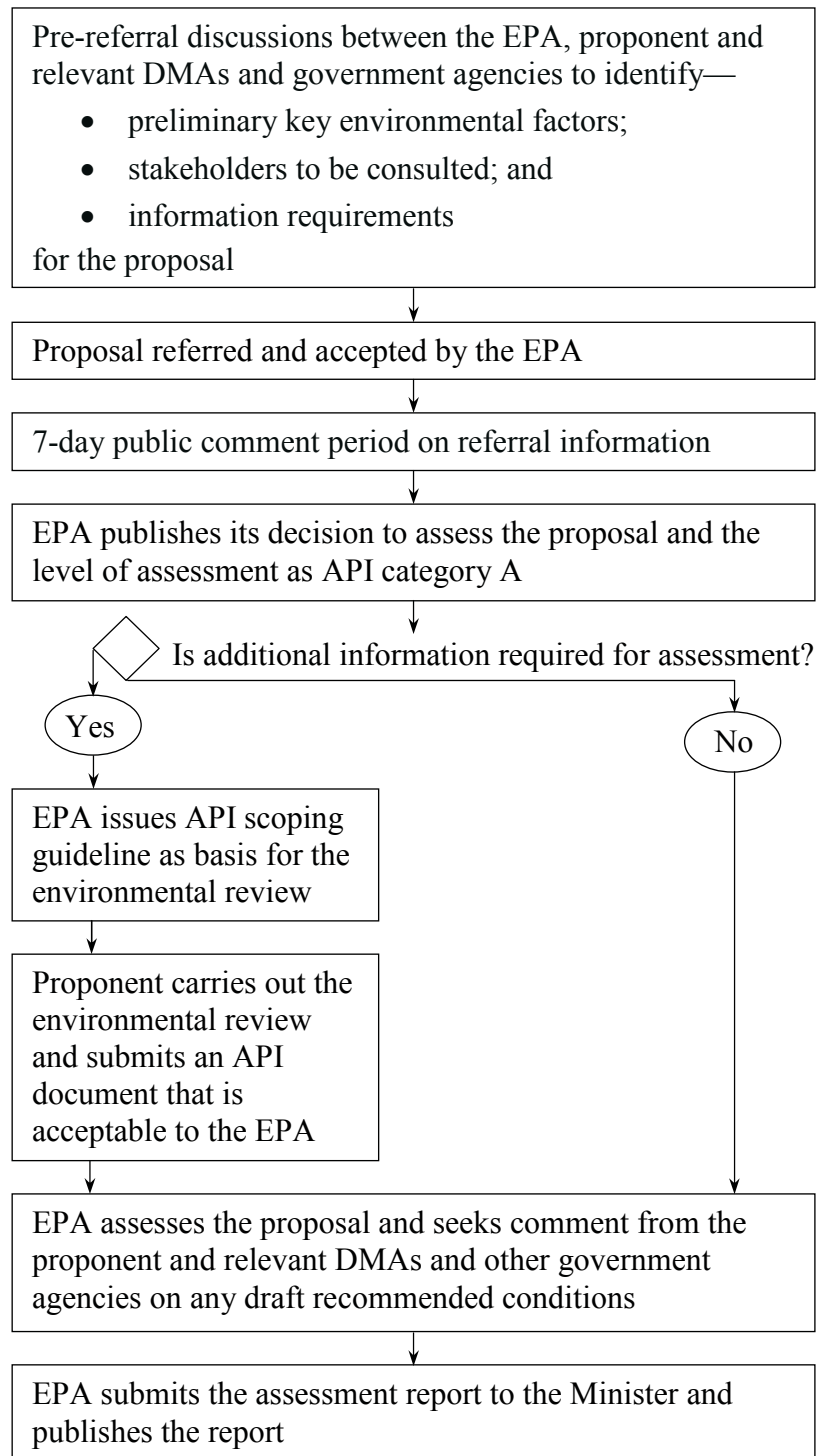 Pre-referral discussions between the EPA, proponent and
relevant DMAs and government agencies to identify—
• preliminary key environmental factors;
• stakeholders to be consulted; and
• information requirements
for the proposal
Proposal referred and accepted by the EPA
7-day public comment period on referral information
EPA publishes its decision to assess the proposal and the
level of assessment as API category A
Is additional information required for assessment?
Yes
No
EPA issues API scoping
guideline as basis for the
environmental review
Proponent carries out the
environmental review
and submits an API
document that is
acceptable to the EPA
EPA assesses the proposal and seeks comment from the
proponent and relevant DMAs and other government
agencies on any draft recommended conditions
EPA submits the assessment report to the Minister and
publishes the report